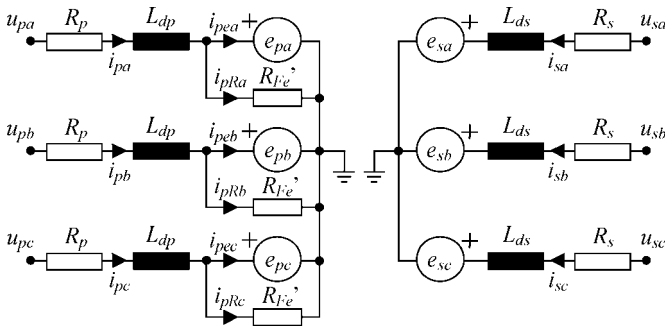 u_pa R_p L_dp i_pea + e_pa e_sa + L_ds R_s u_sa
i_pa i_pRa R_Fe' i_sa
u_pb R_p L_dp i_peb + e_pb e_sb + L_ds R_s u_sb
i_pb i_pRb R_Fe' i_sb
u_pc R_p L_dp i_pec + e_pc e_sc + L_ds R_s u_sc
i_pc i_pRc R_Fe' i_sc